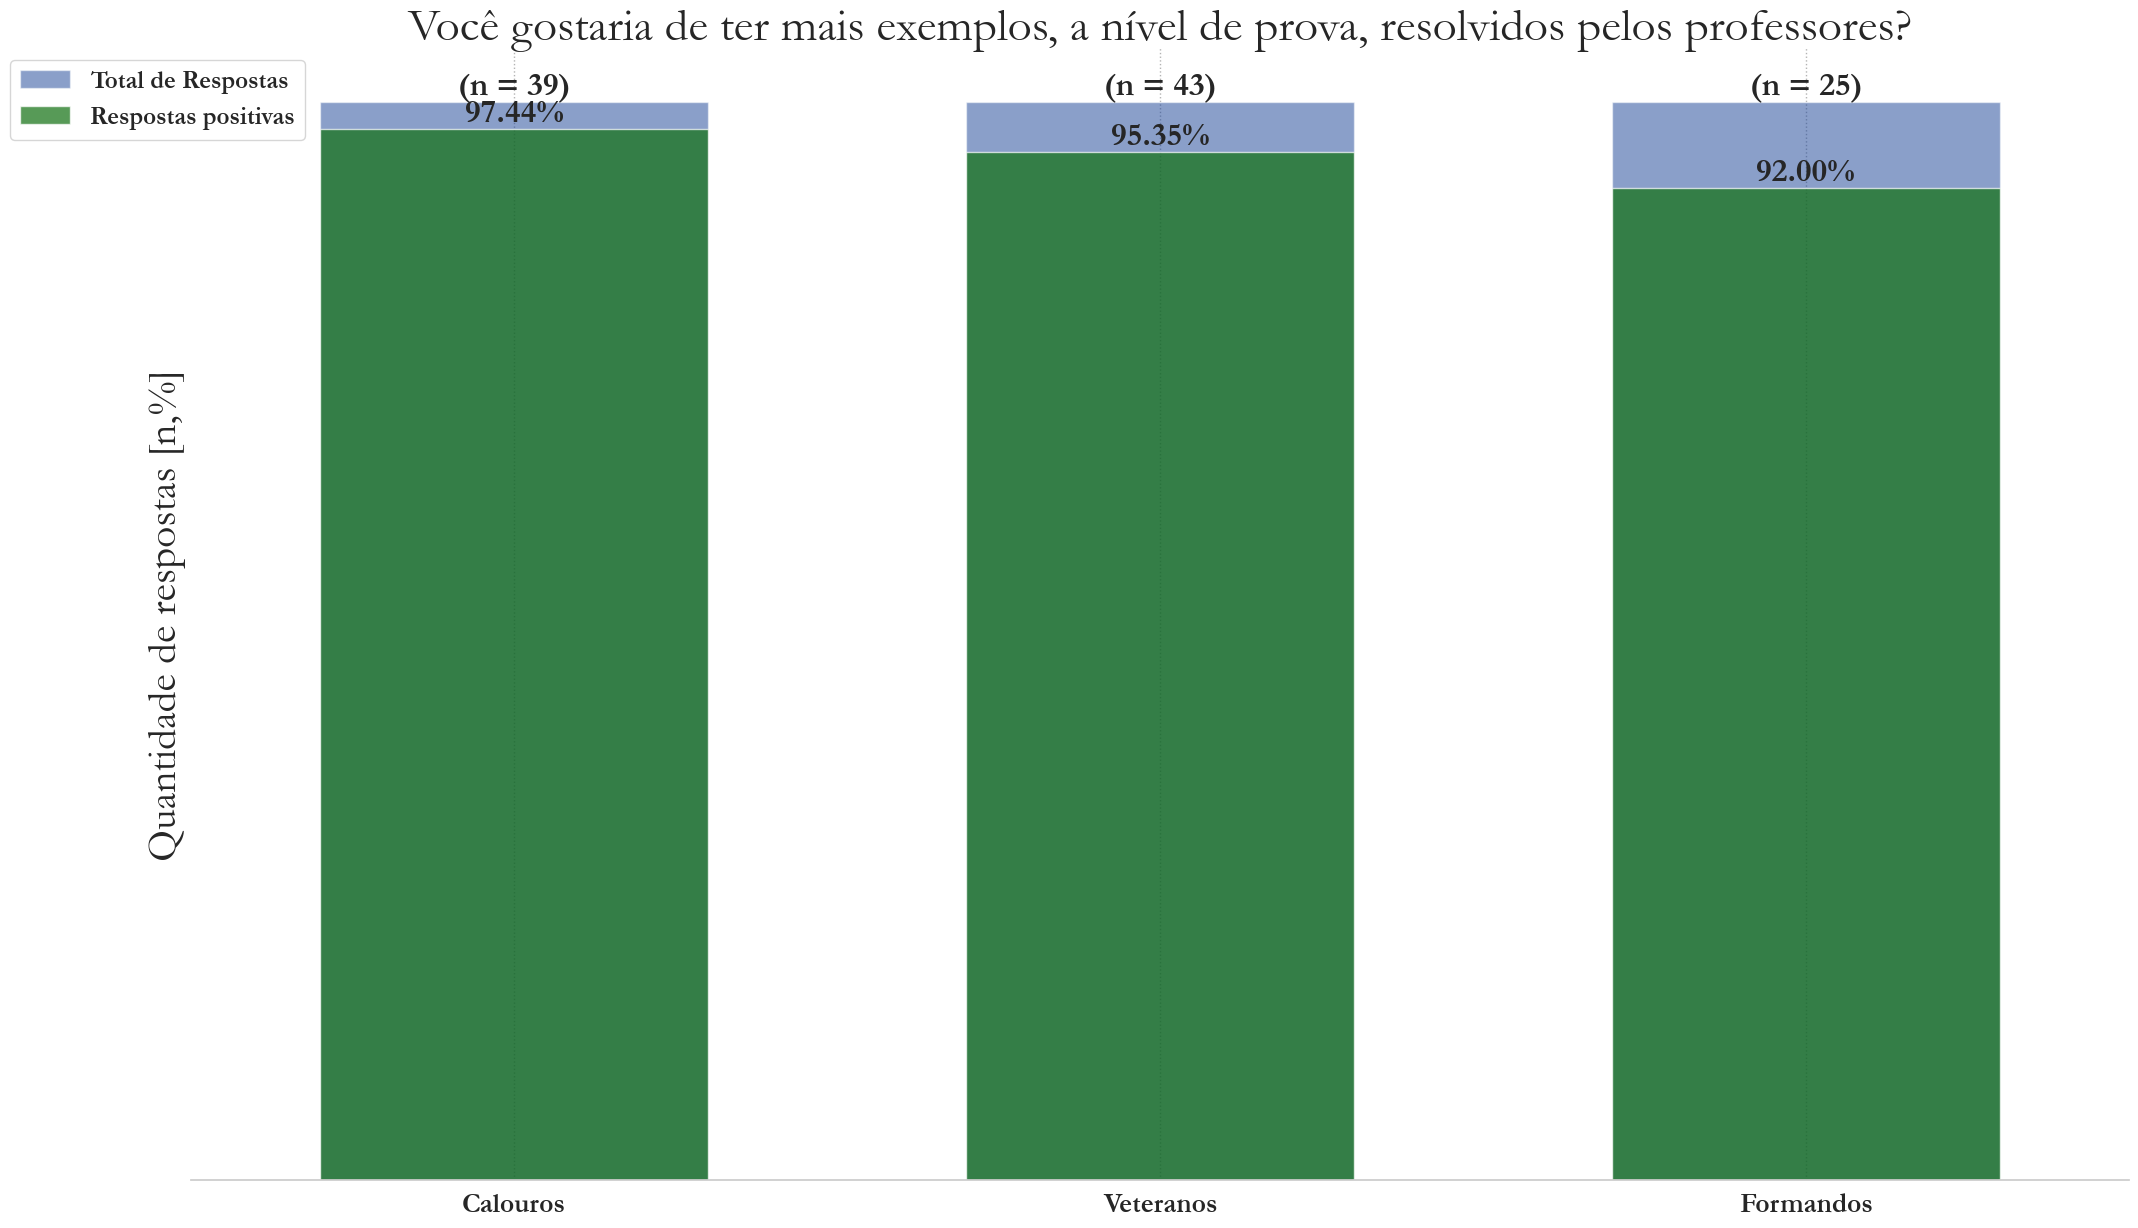 Você gostaria de ter mais exemplos, a nível de prova, resolvidos pelos professores?
Total de Respostas
Respostas positivas
(n = 39)
(n = 43)
(n = 25)
97.44%
95.35%
92.00%
Quantidade de respostas [n,%]
Calouros
Veteranos
Formandos